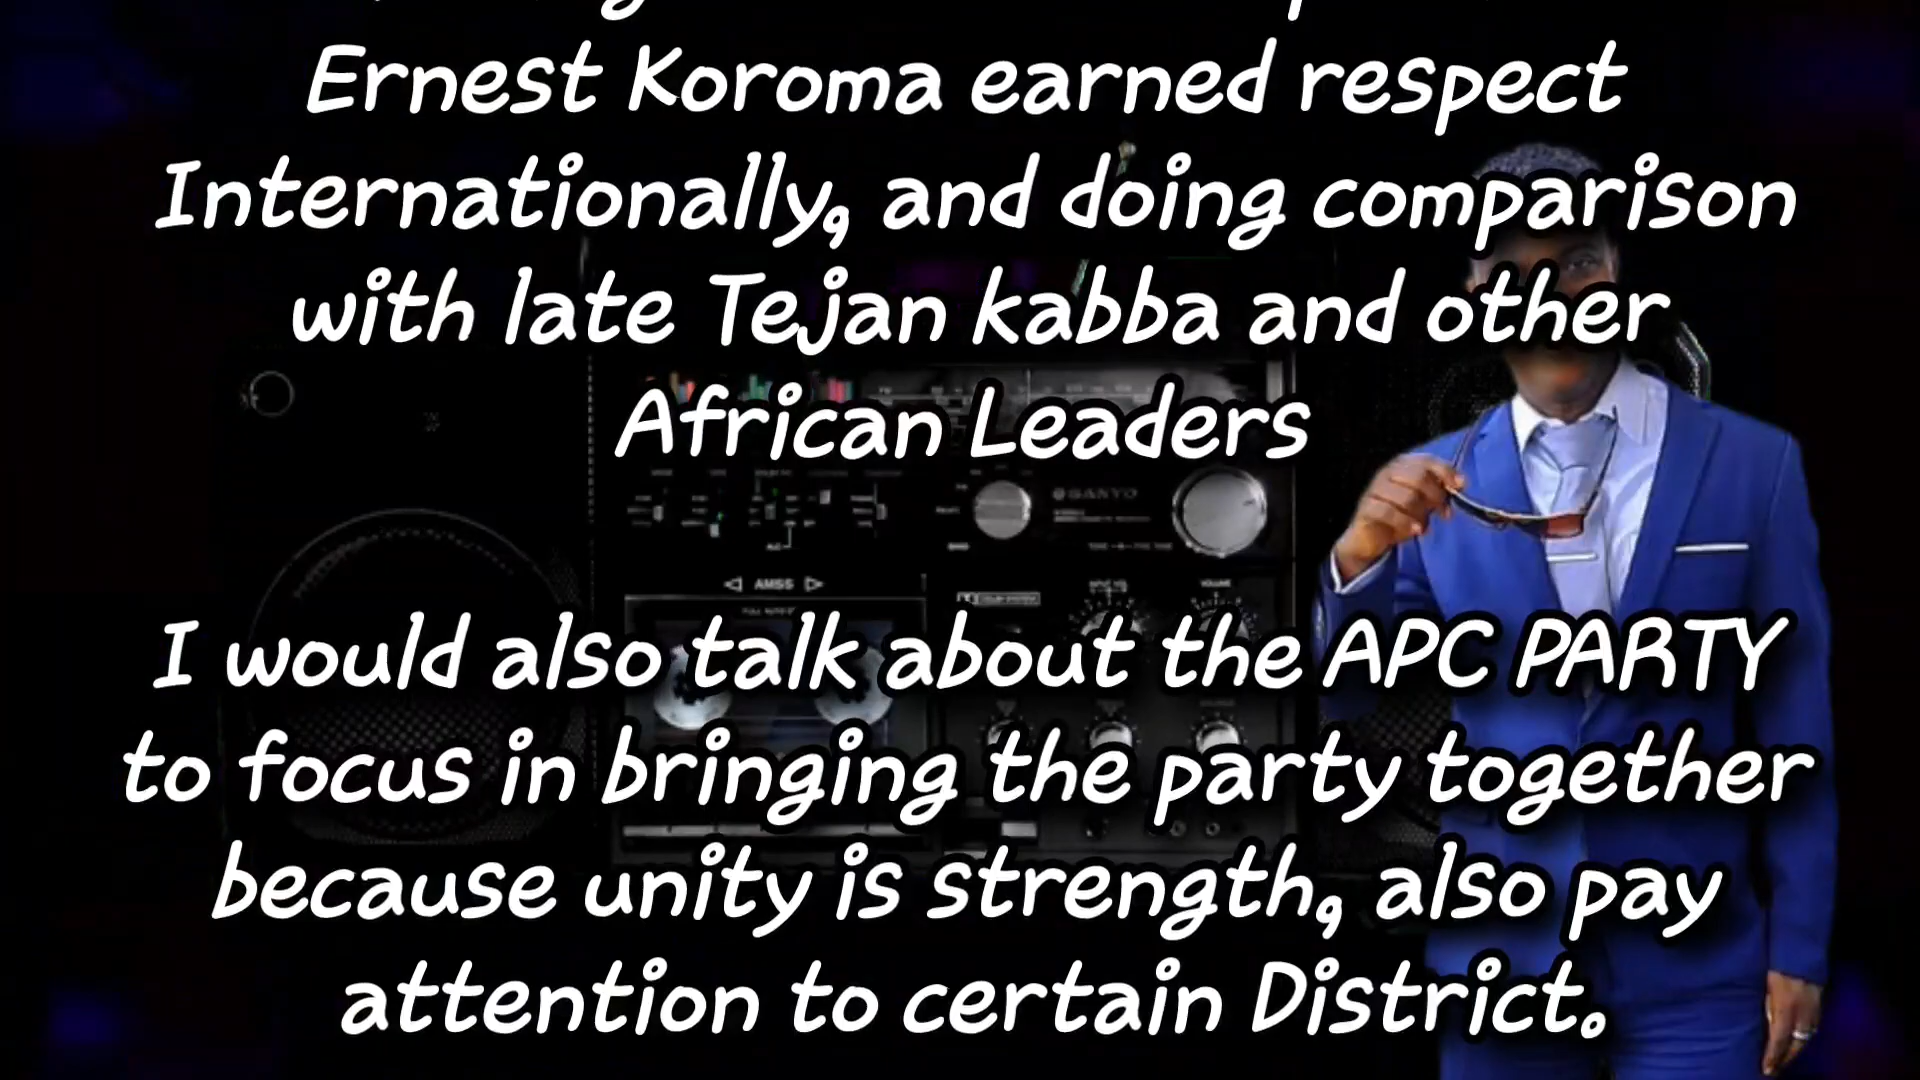 Ernest Koroma earned respect
Internationally, and doing comparison
with late Tejan kabba and other
African Leaders
SANYO
AMSS
I would also talk about the APC PARTY
to focus in bringing the party together
because unity is strength, also pay
attention to certain District.